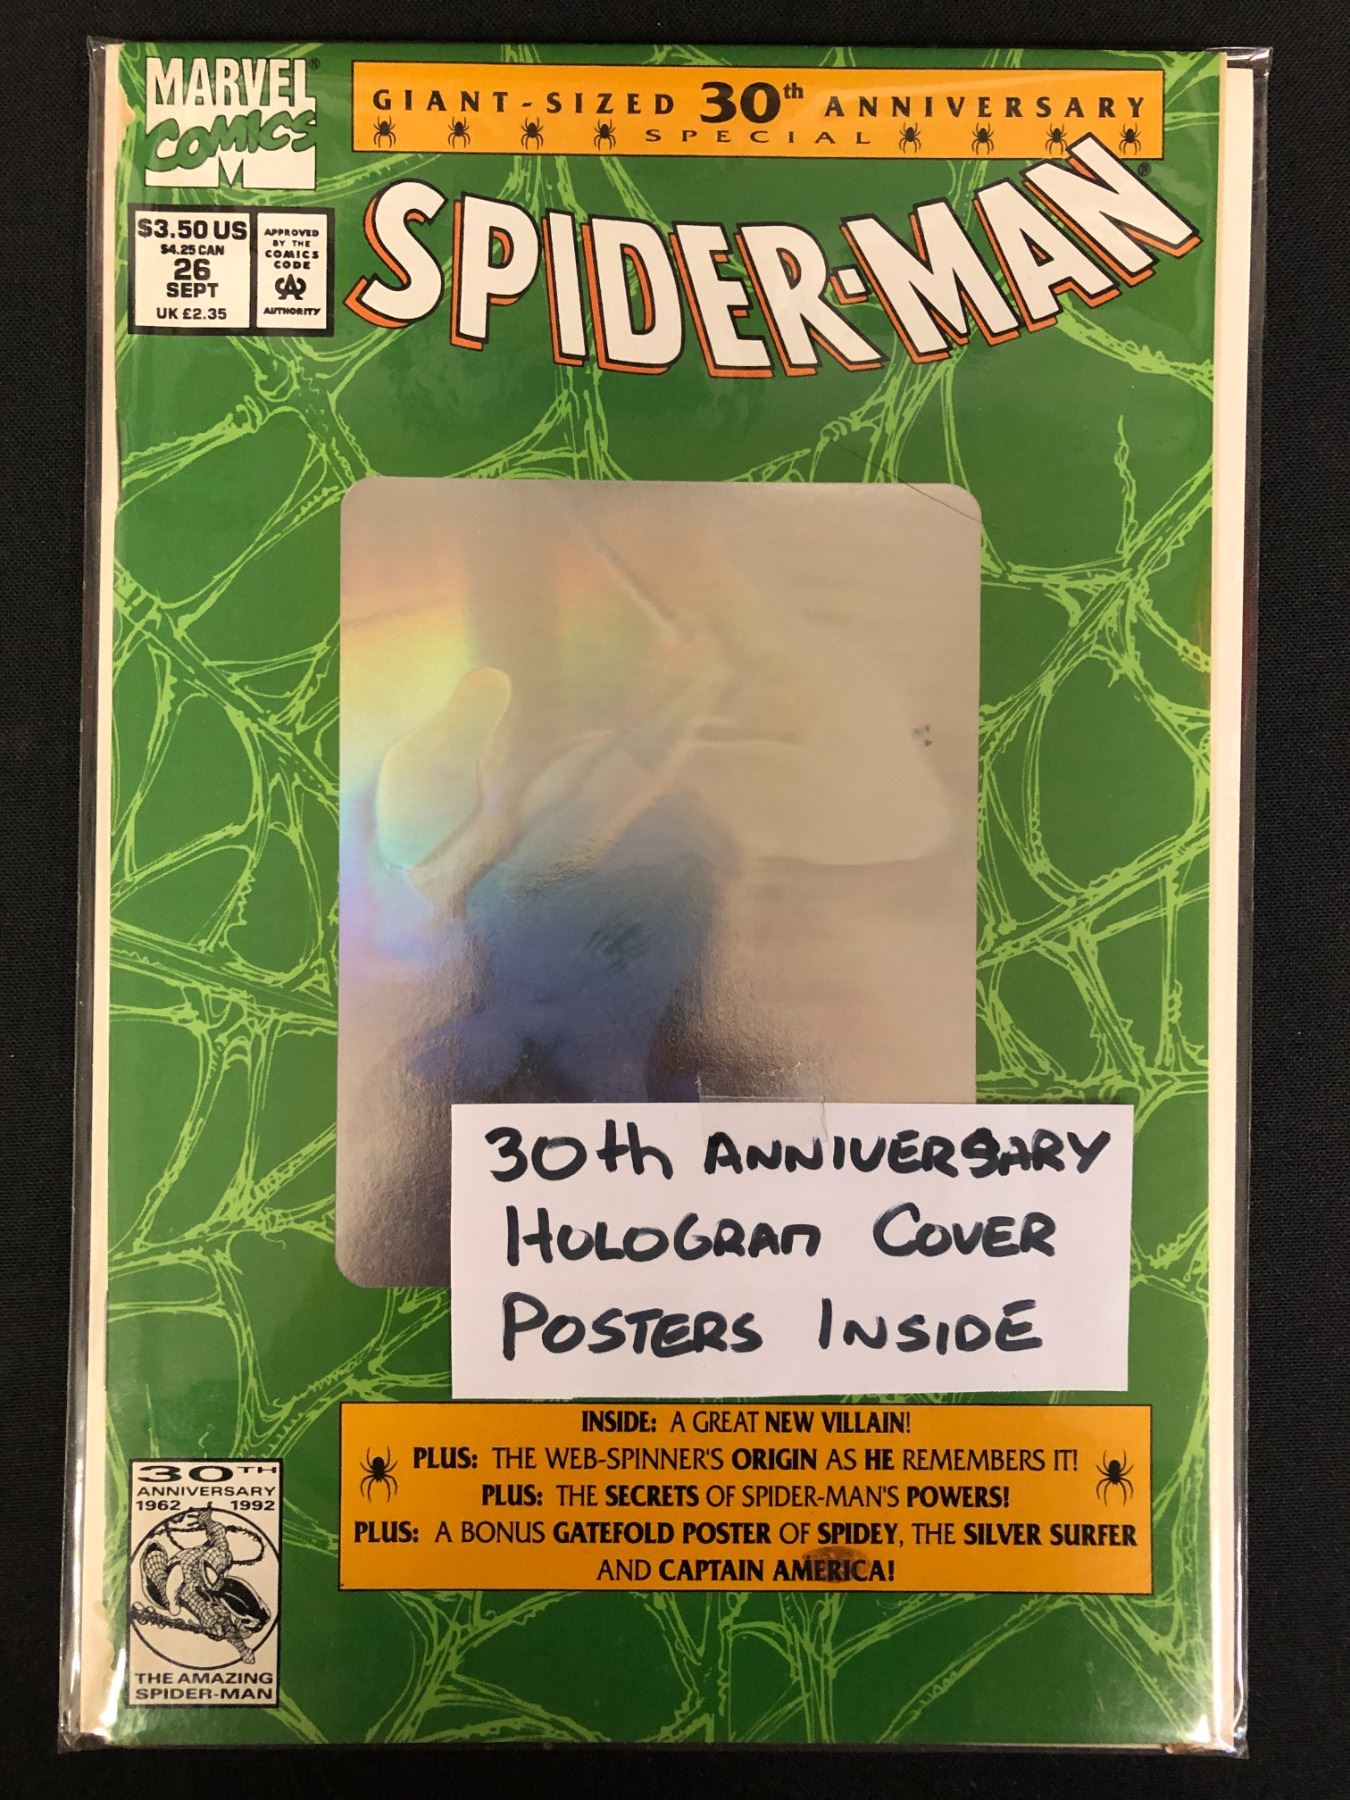 MARVEL®
COMICS
GIANT-SIZED 30th ANNIVERSARY
SPECIAL
SPIDER-MAN®
$3.50 US
$4.25 CAN
26
SEPT
UK £2.35
APPROVED
BY THE
COMICS
CODE
CA
AUTHORITY
30th ANNIVERSARY
HOLOGRAM COVER
POSTERS INSIDE
INSIDE: A GREAT NEW VILLAIN!
PLUS: THE WEB-SPINNER'S ORIGIN AS HE REMEMBERS IT!
PLUS: THE SECRETS OF SPIDER-MAN'S POWERS!
PLUS: A BONUS GATEFOLD POSTER OF SPIDEY, THE SILVER SURFER
AND CAPTAIN AMERICA!
30TH
ANNIVERSARY
1962 1992
THE AMAZING
SPIDER-MAN